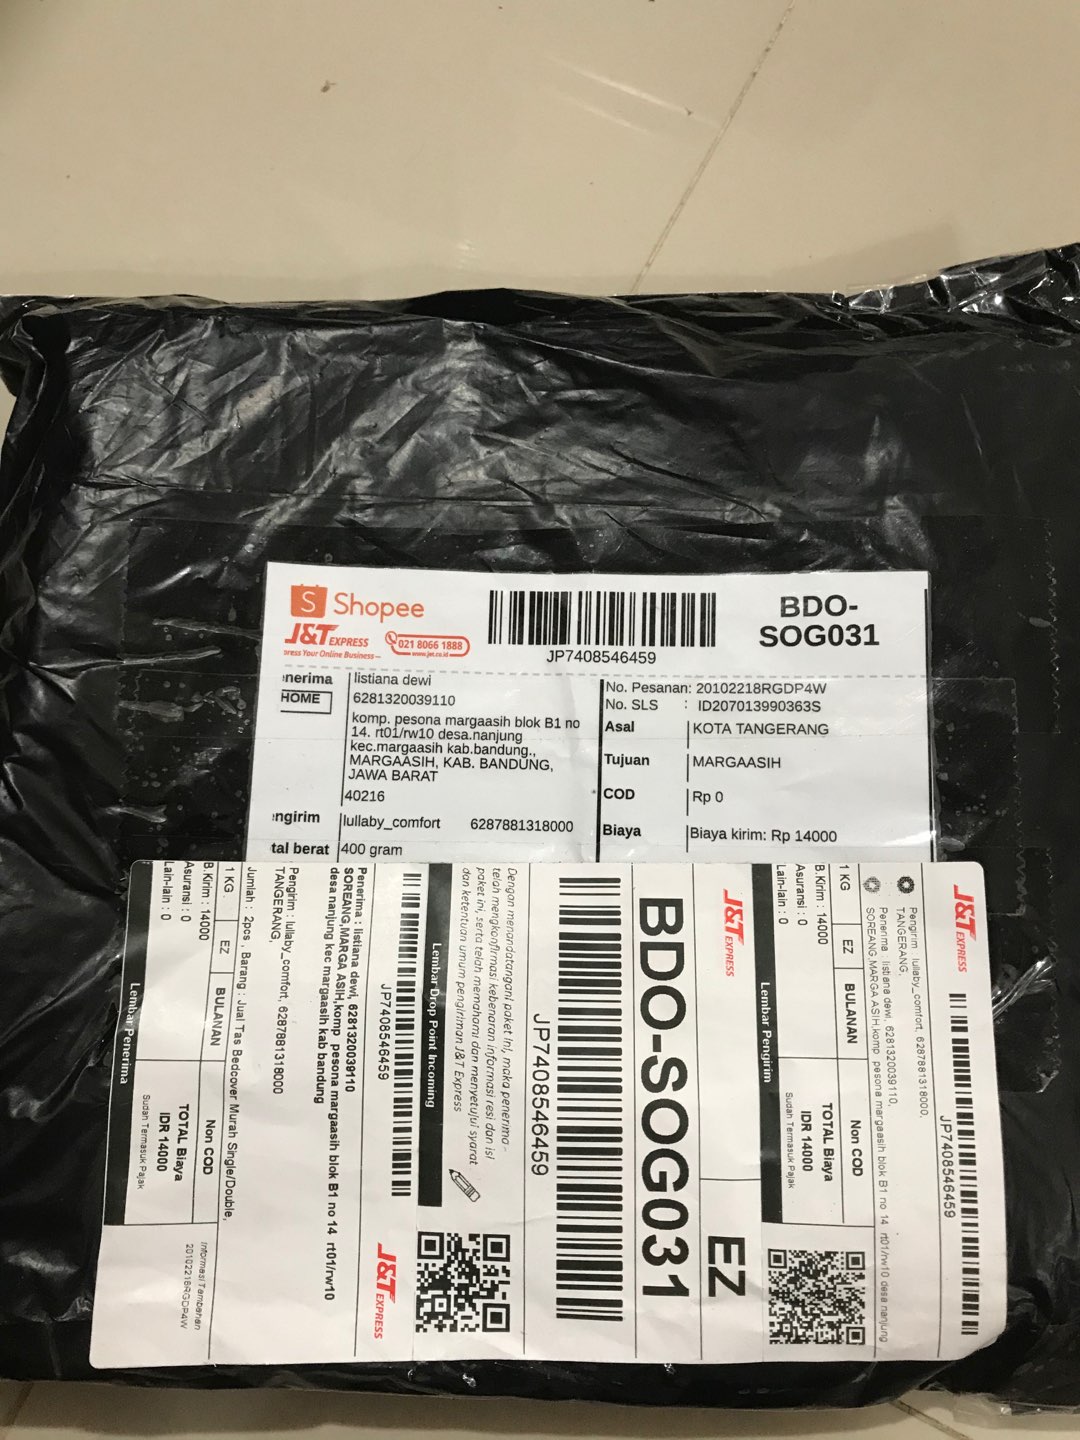 S Shopee
J&T EXPRESS
press Your Online Business
021 8066 1888
www.jet.co.id
JP7408546459
BDO-
SOG031
enerima
HOME
listiana dewi
6281320039110
komp. pesona margaasih blok B1 no
14. rt01/rw10 desa.nanjung
kec.margaasih kab.bandung.,
MARGAASIH, KAB. BANDUNG,
JAWA BARAT
40216
ngirim
lullaby_comfort 6287881318000
tal berat
400 gram
No. Pesanan: 20102218RGDP4W
No. SLS : ID207013990363S
Asal KOTA TANGERANG
Tujuan MARGAASIH
COD Rp 0
Biaya Biaya kirim: Rp 14000
J&T EXPRESS
JP7408546459
Pengirim : lullaby_comfort, 6287881318000,
TANGERANG,
Penerima : listiana dewi, 6281320039110,
SOREANG,MARGA ASIH,komp pesona margaasih blok B1 no 14 rt01/rw10 desa nanjung
1 KG
EZ
BULANAN
Non COD
B.Kirim : 14000
Asuransi : 0
Lain-lain : 0
TOTAL Biaya
IDR 14000
Sudah Termasuk Pajak
Lembar Pengirim
J&T EXPRESS
EZ
BDO-SOG031
JP7408546459
Dengan menandatangani paket ini, maka penerima
telah mengkonfirmasi kebenaran informasi resi dan isi
paket ini, serta telah memahami dan menyetujui syarat
dan ketentuan umum pengiriman J&T Express
Lembar Drop Point Incoming
JP7408546459
J&T EXPRESS
Penerima : listiana dewi, 6281320039110
SOREANG,MARGA ASIH,komp pesona margaasih blok B1 no 14 rt01/rw10
desa nanjung kec margaasih kab bandung
Pengirim : lullaby_comfort, 6287881318000
TANGERANG,
Jumlah : 2pcs , Barang : Jual Tas Bedcover Murah Single/Double,
1 KG
EZ
BULANAN
Non COD
B.Kirim : 14000
Asuransi : 0
Lain-lain : 0
TOTAL Biaya
IDR 14000
Sudah Termasuk Pajak
Lembar Penerima
Informasi Tambahan
20102218RGDP4W